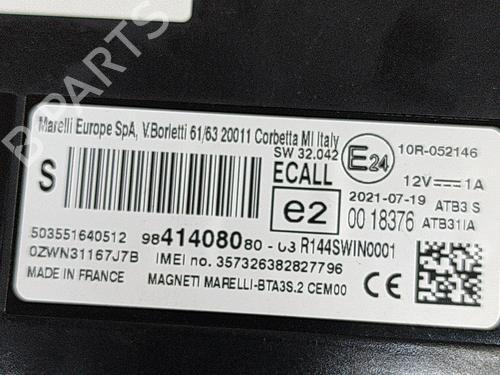 B-PARTS
Marelli Europe SpA, V.Borletti 61/63 20011 Corbetta MI Italy
SW 32.042
E24
10R-052146
S
ECALL
12V 1A
e2
2021-07-19 ATB3 S
00 18376 ATB31IA
503551640512
9841408080 - 03 R144SWIN0001
0ZWN31167J7B
IMEI no. 357326382827796
MADE IN FRANCE
MAGNETI MARELLI-BTA3S.2 CEM00
CE